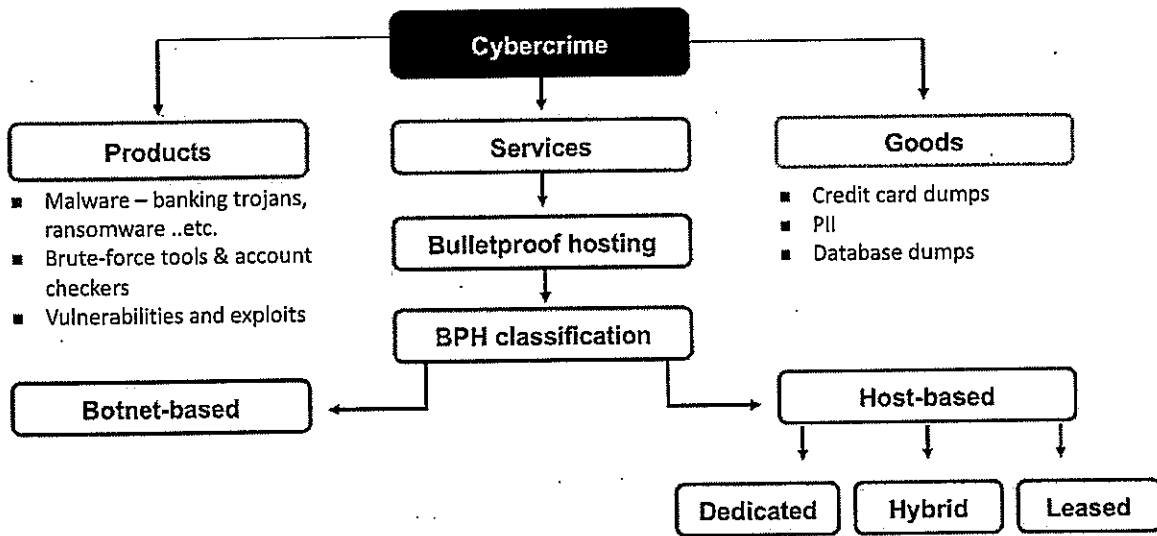 Cybercrime
Products
Services
Goods
■ Malware – banking trojans,
ransomware ..etc.
■ Brute-force tools & account
checkers
■ Vulnerabilities and exploits
■ Credit card dumps
■ PII
■ Database dumps
Bulletproof hosting
BPH classification
Botnet-based
Host-based
Dedicated
Hybrid
Leased